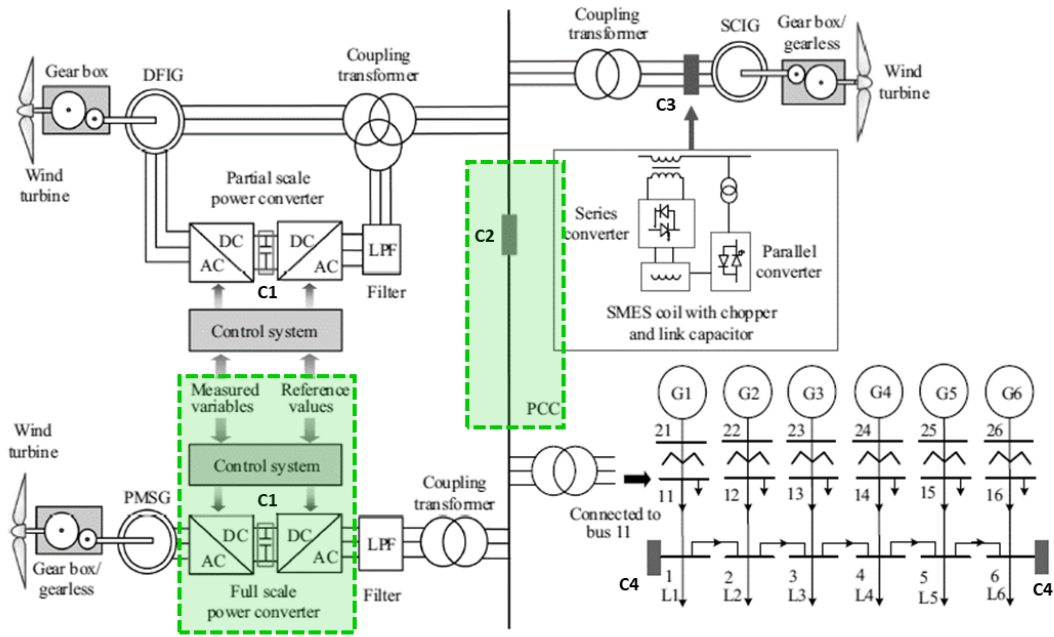 Gear box
DFIG
Coupling
transformer
Wind
turbine
Partial scale
power converter
DC
AC
DC
AC
LPF
C1
Filter
Control system
Measured
variables
Reference
values
Control system
C1
Wind
turbine
PMSG
DC
AC
DC
AC
LPF
Coupling
transformer
Gear box/
gearless
Full scale
power converter
Filter
C2
PCC
Coupling
transformer
SCIG
Gear box/
gearless
C3
Wind
turbine
Series
converter
Parallel
converter
SMES coil with chopper
and link capacitor
Connected to
bus 11
G1
G2
G3
G4
G5
G6
21
22
23
24
25
26
11
12
13
14
15
16
C4
1
2
3
4
5
6
C4
L1
L2
L3
L4
L5
L6